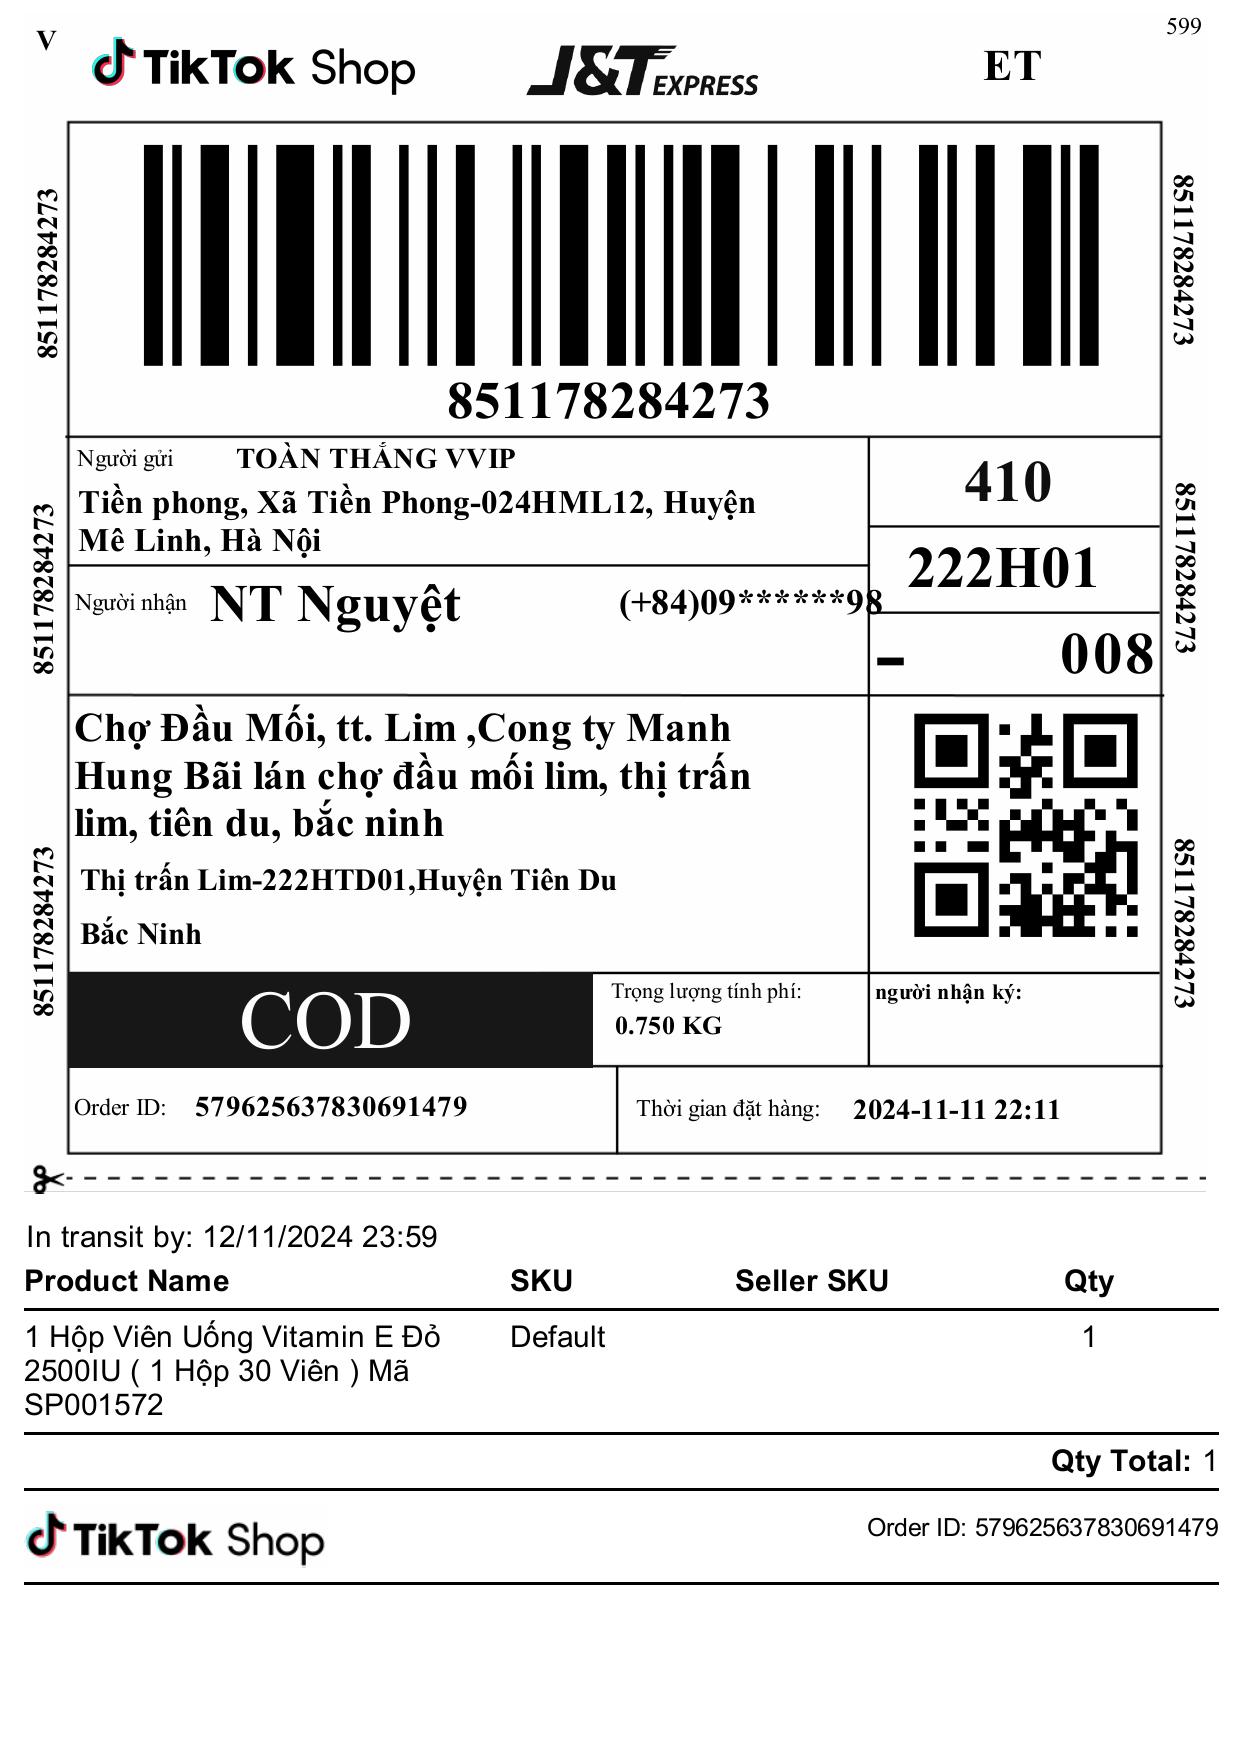 V
TikTok Shop
J&T EXPRESS
ET
599
851178284273
851178284273
851178284273
Người gửi TOÀN THẮNG VVIP
Tiền phong, Xã Tiền Phong-024HML12, Huyện
Mê Linh, Hà Nội
410
222H01
- 008
851178284273
851178284273
Người nhận NT Nguyệt (+84)09******98
Chợ Đầu Mối, tt. Lim ,Cong ty Manh
Hung Bãi lán chợ đầu mối lim, thị trấn
lim, tiên du, bắc ninh
Thị trấn Lim-222HTD01,Huyện Tiên Du
Bắc Ninh
851178284273
851178284273
COD
Trọng lượng tính phí:
0.750 KG
người nhận ký:
Order ID: 579625637830691479
Thời gian đặt hàng: 2024-11-11 22:11
In transit by: 12/11/2024 23:59
Product Name SKU Seller SKU Qty
1 Hộp Viên Uống Vitamin E Đỏ Default 1
2500IU ( 1 Hộp 30 Viên ) Mã
SP001572
Qty Total: 1
TikTok Shop
Order ID: 579625637830691479